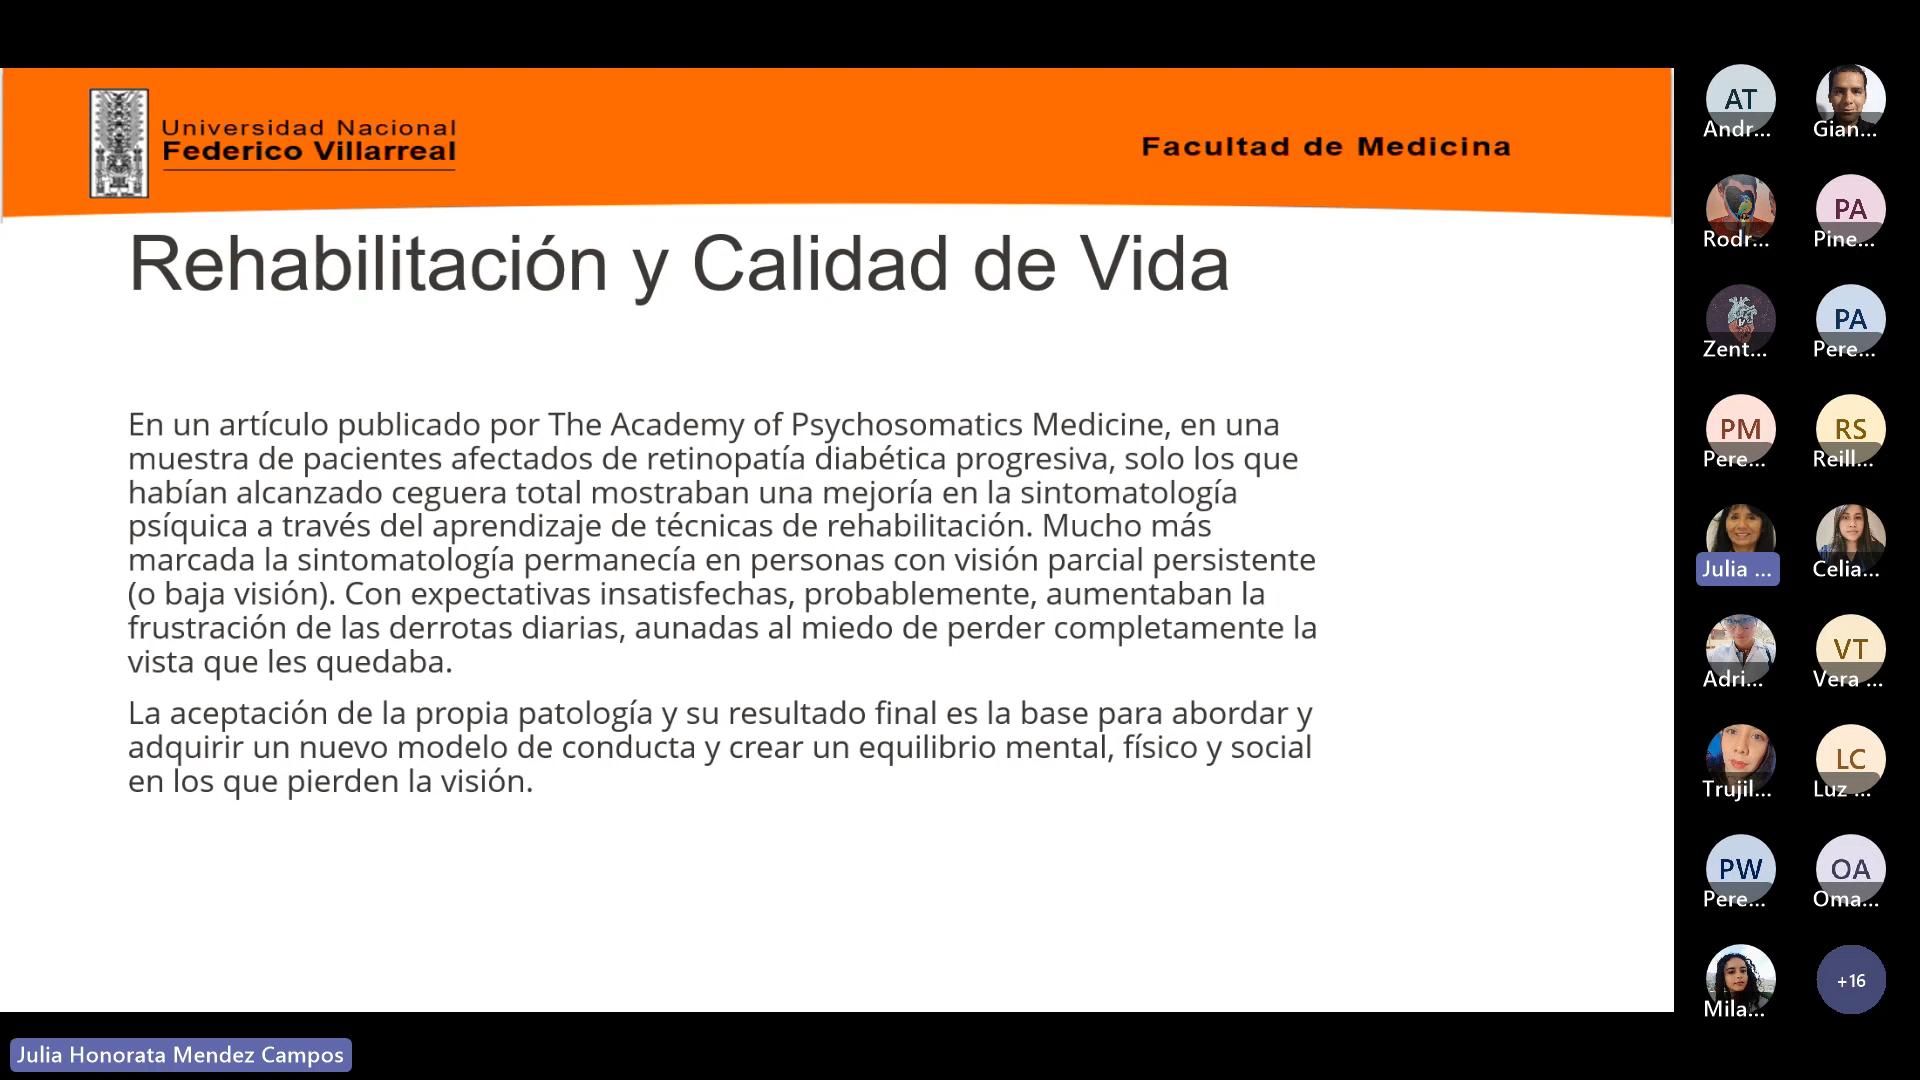 Universidad Nacional
Federico Villarreal
Facultad de Medicina
Rehabilitación y Calidad de Vida
En un artículo publicado por The Academy of Psychosomatics Medicine, en una
muestra de pacientes afectados de retinopatía diabética progresiva, solo los que
habían alcanzado ceguera total mostraban una mejoría en la sintomatología
psíquica a través del aprendizaje de técnicas de rehabilitación. Mucho más
marcada la sintomatología permanecía en personas con visión parcial persistente
(o baja visión). Con expectativas insatisfechas, probablemente, aumentaban la
frustración de las derrotas diarias, aunadas al miedo de perder completamente la
vista que les quedaba.
La aceptación de la propia patología y su resultado final es la base para abordar y
adquirir un nuevo modelo de conducta y crear un equilibrio mental, físico y social
en los que pierden la visión.
AT
Andr...
Gian...
Rodr...
PA
Pine...
Zent...
PA
Pere...
PM
Pere...
RS
Reill...
Julia ...
Celia...
Adri...
VT
Vera ...
Trujil...
LC
Luz ...
PW
Pere...
OA
Oma...
Mila...
+16
Julia Honorata Mendez Campos